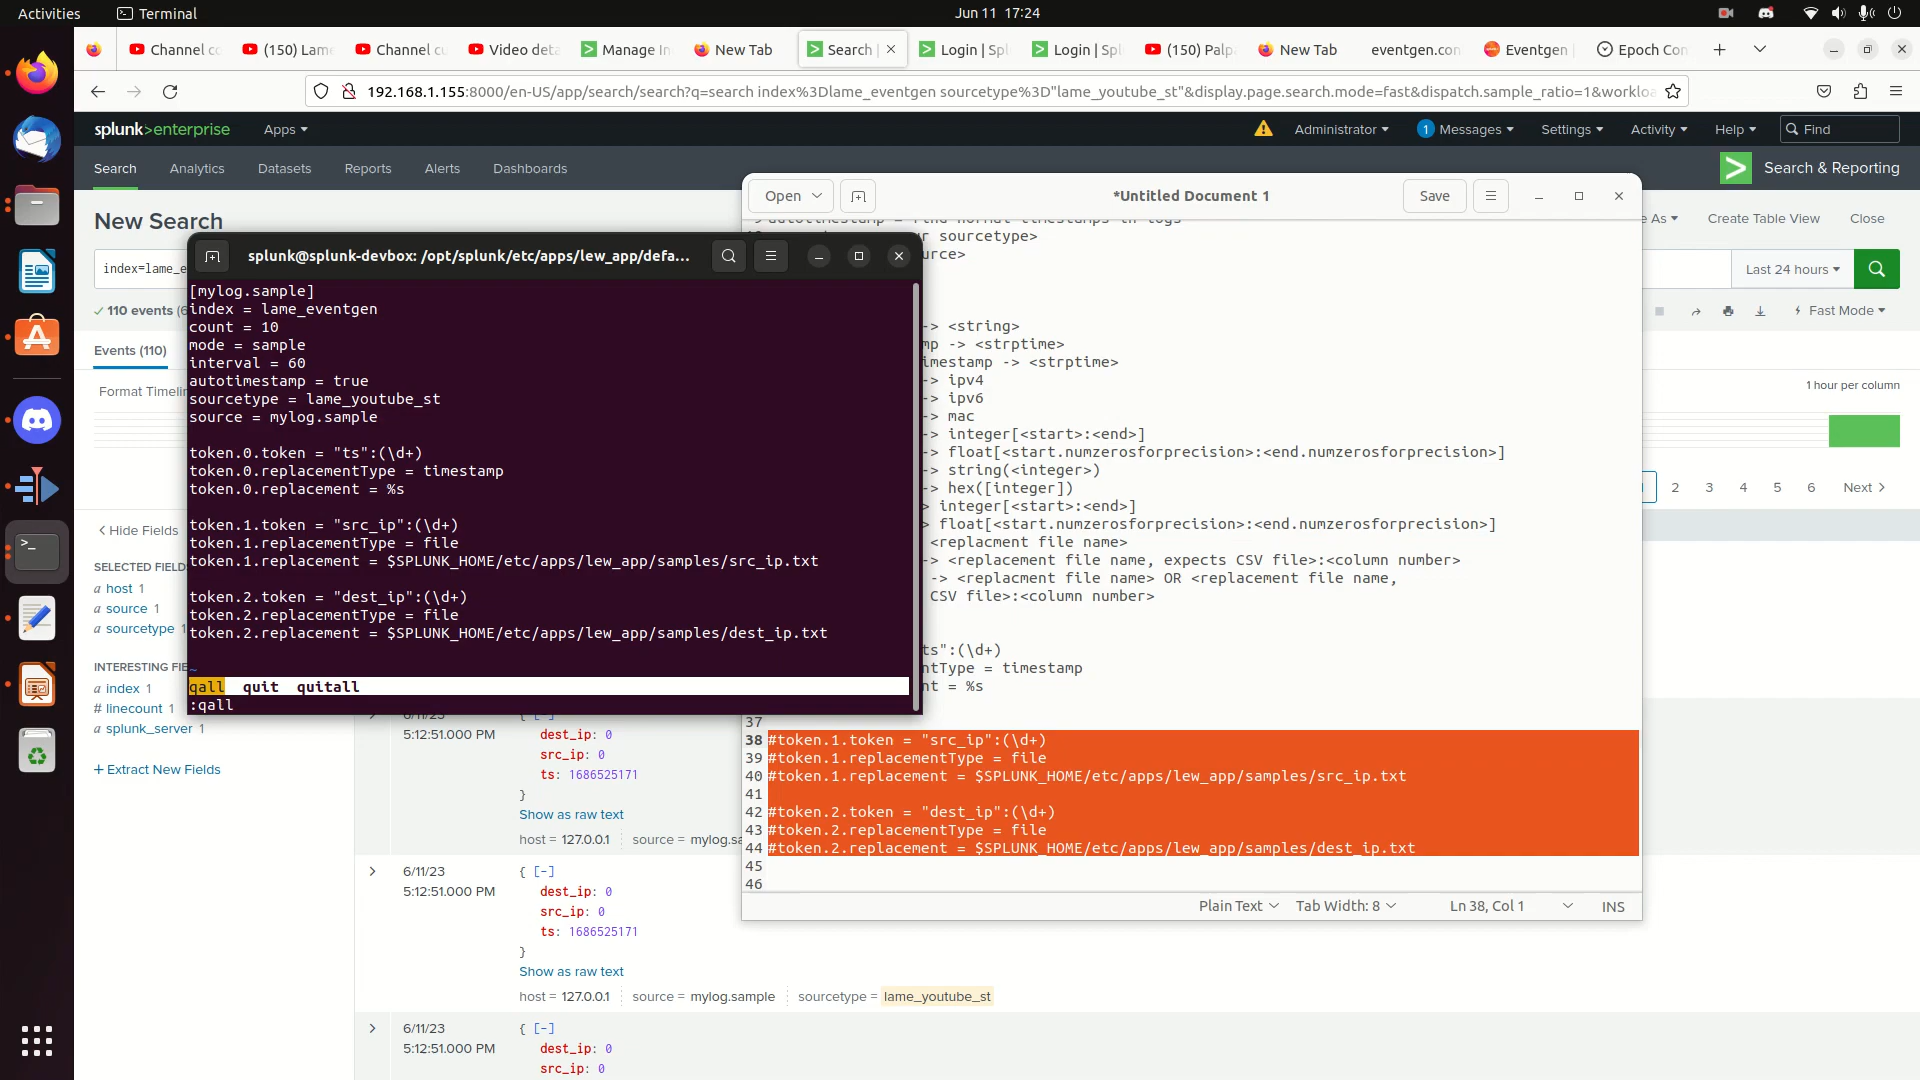 Activities
Terminal
Jun 11 17:24
Channel c
(150) Lam
Channel c
Video deta
Manage In
New Tab
Search |
Login | Spl
Login | Spl
(150) Palp
New Tab
eventgen.con
Eventgen
Epoch Con
192.168.1.155:8000/en-US/app/search/search?q=search index%3Dlame_eventgen sourcetype%3D"lame_youtube_st"&display.page.search.mode=fast&dispatch.sample_ratio=1&workloa
splunk>enterprise
Apps
Administrator
1 Messages
Settings
Activity
Help
Find
Search
Analytics
Datasets
Reports
Alerts
Dashboards
Search & Reporting
New Search
As
Create Table View
Close
index=lame_e
Last 24 hours
110 events (6
Fast Mode
Events (110)
Format Timelin
1 hour per column
1 2 3 4 5 6 Next >
< Hide Fields
SELECTED FIELD
a host 1
a source 1
a sourcetype 1
INTERESTING FIE
a index 1
# linecount 1
a splunk_server 1
+ Extract New Fields
splunk@splunk-devbox: /opt/splunk/etc/apps/lew_app/defa...
[mylog.sample]
index = lame_eventgen
count = 10
mode = sample
interval = 60
autotimestamp = true
sourcetype = lame_youtube_st
source = mylog.sample
token.0.token = "ts":(\d+)
token.0.replacementType = timestamp
token.0.replacement = %s
token.1.token = "src_ip":(\d+)
token.1.replacementType = file
token.1.replacement = $SPLUNK_HOME/etc/apps/lew_app/samples/src_ip.txt
token.2.token = "dest_ip":(\d+)
token.2.replacementType = file
token.2.replacement = $SPLUNK_HOME/etc/apps/lew_app/samples/dest_ip.txt
~
qall quit quitall
:qall
Open
*Untitled Document 1
Save
r sourcetype>
urce>
-> <string>
mp -> <strptime>
imestamp -> <strptime>
-> ipv4
-> ipv6
-> mac
-> integer[<start>:<end>]
-> float[<start.numzerosforprecision>:<end.numzerosforprecision>]
-> string(<integer>)
-> hex([integer])
> integer[<start>:<end>]
> float[<start.numzerosforprecision>:<end.numzerosforprecision>]
<replacment file name>
-> <replacement file name, expects CSV file>:<column number>
-> <replacment file name> OR <replacement file name,
CSV file>:<column number>
ts":(\d+)
ntType = timestamp
nt = %s
37
38 #token.1.token = "src_ip":(\d+)
39 #token.1.replacementType = file
40 #token.1.replacement = $SPLUNK_HOME/etc/apps/lew_app/samples/src_ip.txt
41
42 #token.2.token = "dest_ip":(\d+)
43 #token.2.replacementType = file
44 #token.2.replacement = $SPLUNK_HOME/etc/apps/lew_app/samples/dest_ip.txt
45
46
Plain Text
Tab Width: 8
Ln 38, Col 1
INS
5:12:51.000 PM
dest_ip: 0
src_ip: 0
ts: 1686525171
}
Show as raw text
host = 127.0.0.1 source = mylog.sa
6/11/23
5:12:51.000 PM
{ [-]
dest_ip: 0
src_ip: 0
ts: 1686525171
}
Show as raw text
host = 127.0.0.1 source = mylog.sample sourcetype = lame_youtube_st
6/11/23
5:12:51.000 PM
{ [-]
dest_ip: 0
src_ip: 0